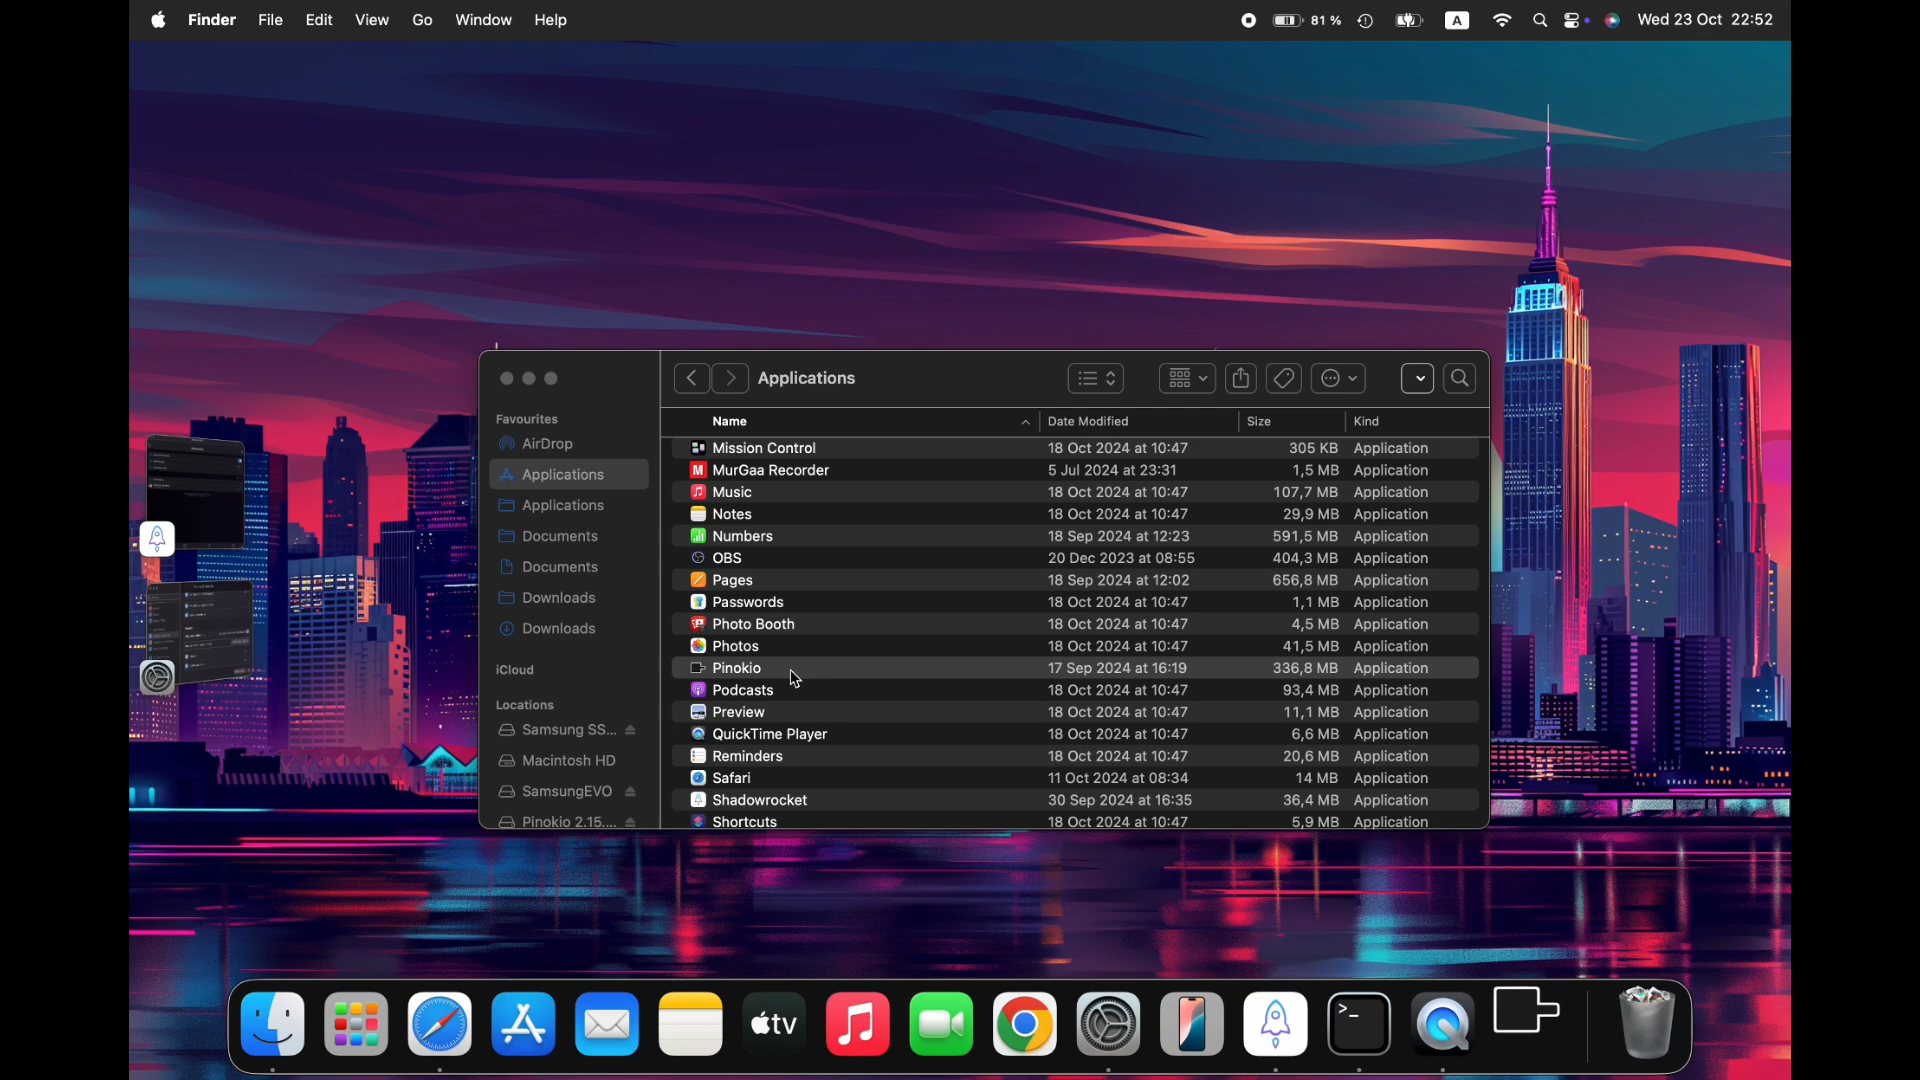 Finder File Edit View Go Window Help 81 % A Wed 23 Oct 22:52
Applications
Favourites
AirDrop
Applications
Applications
Documents
Documents
Downloads
Downloads
iCloud
Locations
Samsung SS...
Macintosh HD
SamsungEVO
Pinokio 2.15....
Name Date Modified Size Kind
Mission Control 18 Oct 2024 at 10:47 305 KB Application
MurGaa Recorder 5 Jul 2024 at 23:31 1,5 MB Application
Music 18 Oct 2024 at 10:47 107,7 MB Application
Notes 18 Oct 2024 at 10:47 29,9 MB Application
Numbers 18 Sep 2024 at 12:23 591,5 MB Application
OBS 20 Dec 2023 at 08:55 404,3 MB Application
Pages 18 Sep 2024 at 12:02 656,8 MB Application
Passwords 18 Oct 2024 at 10:47 1,1 MB Application
Photo Booth 18 Oct 2024 at 10:47 4,5 MB Application
Photos 18 Oct 2024 at 10:47 41,5 MB Application
Pinokio 17 Sep 2024 at 16:19 336,8 MB Application
Podcasts 18 Oct 2024 at 10:47 93,4 MB Application
Preview 18 Oct 2024 at 10:47 11,1 MB Application
QuickTime Player 18 Oct 2024 at 10:47 6,6 MB Application
Reminders 18 Oct 2024 at 10:47 20,6 MB Application
Safari 11 Oct 2024 at 08:34 14 MB Application
Shadowrocket 30 Sep 2024 at 16:35 36,4 MB Application
Shortcuts 18 Oct 2024 at 10:47 5,9 MB Application
tv